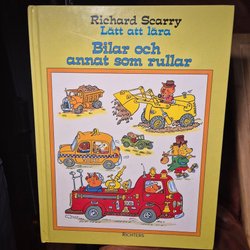 Richard Scarry
Lätt att lära
Bilar och
annat som rullar
RICHTERS